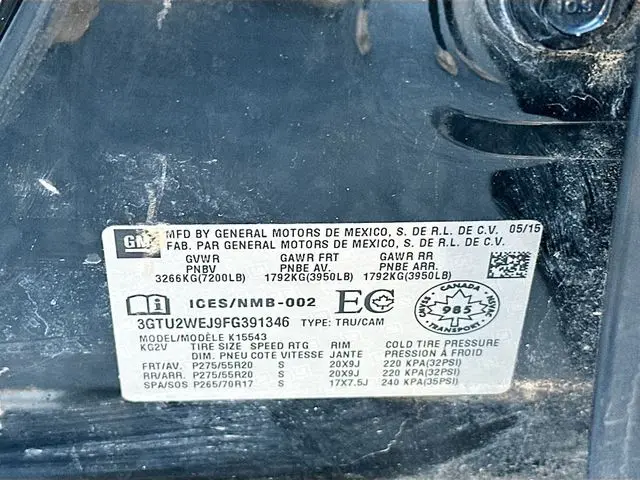 10.9
GM
MFD BY GENERAL MOTORS DE MEXICO, S. DE R.L. DE C.V. 05/15
FAB. PAR GENERAL MOTORS DE MEXICO, S. DE R.L. DE C.V.
GVWR GAWR FRT GAWR RR
PNBV PNBE AV. PNBE ARR.
3266KG(7200LB) 1792KG(3950LB) 1792KG(3950LB)
ICES/NMB-002 EC
CANADA
985
TRANSPORT
3GTU2WEJ9FG391346 TYPE: TRU/CAM
MODEL/MODÈLE K15543
KG2V TIRE SIZE SPEED RTG RIM COLD TIRE PRESSURE
DIM. PNEU COTE VITESSE JANTE PRESSION À FROID
FRT/AV. P275/55R20 S 20X9J 220 KPA(32PSI)
RR/ARR. P275/55R20 S 20X9J 220 KPA(32PSI)
SPA/SOS P265/70R17 S 17X7.5J 240 KPA(35PSI)